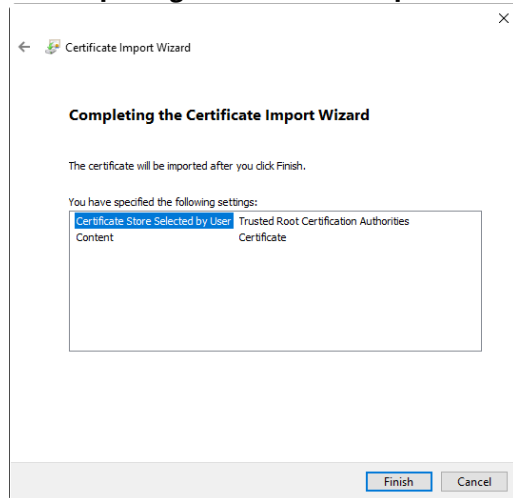 Certificate Import Wizard
Completing the Certificate Import Wizard
The certificate will be imported after you click Finish.
You have specified the following settings:
Certificate Store Selected by User Trusted Root Certification Authorities
Content Certificate
Finish Cancel